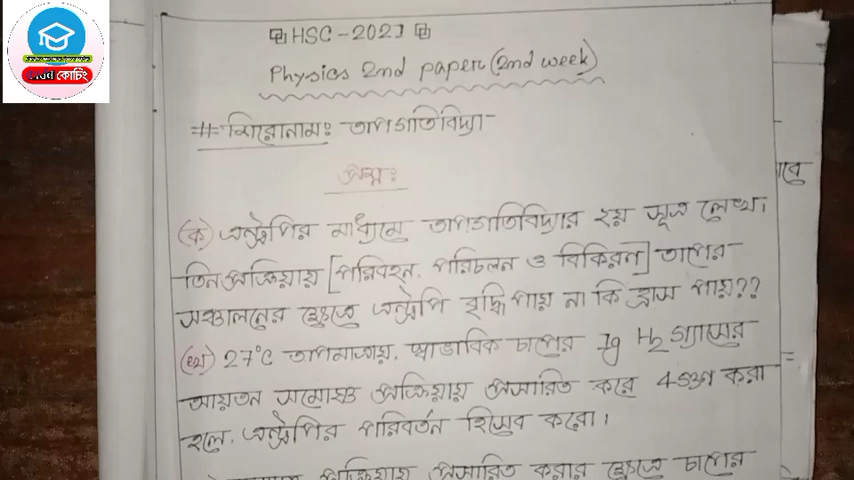 HSC - 2021
Physics 2nd paper (2nd week)
# শিরোনামঃ তাপগতিবিদ্যা
প্রশ্নঃ
(ক) এন্ট্রপির মাধ্যমে তাপগতিবিদ্যার ২য় সূত্র লেখ।
তিন প্রক্রিয়ায় [পরিবহন, পরিচলন ও বিকিরন] তাপের
সঞ্চালনের ক্ষেত্রে এন্ট্রপি বৃদ্ধি পায় না কি হ্রাস পায়??
(খ) 27°C তাপমাত্রায়, স্বাভাবিক চাপের 1g H₂ গ্যাসের
আয়তন সমোষ্ণ প্রক্রিয়ায় প্রসারিত করে 4-গুণ করা
হলে, এন্ট্রপির পরিবর্তন হিসেব করো।
প্রক্রিয়ায় প্রসারিত করার ক্ষেত্রে চাপের
কোচিং